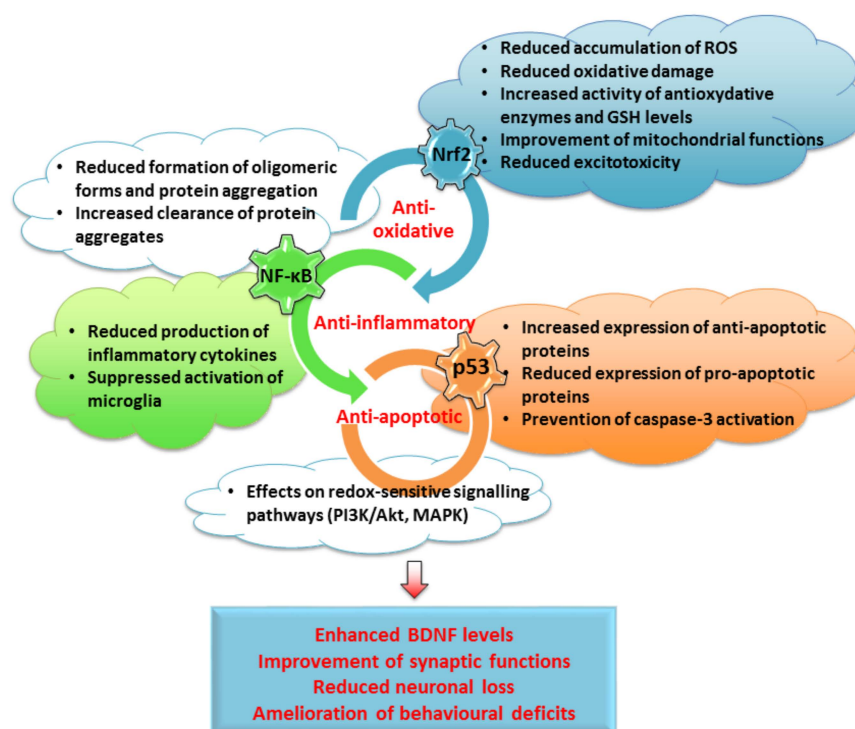 • Reduced accumulation of ROS
• Reduced oxidative damage
• Increased activity of antioxydative
enzymes and GSH levels
• Improvement of mitochondrial functions
• Reduced excitotoxicity
Nrf2
• Reduced formation of oligomeric
forms and protein aggregation
• Increased clearance of protein
aggregates
Anti-
oxidative
NF-κB
• Reduced production of
inflammatory cytokines
• Suppressed activation of
microglia
Anti-inflammatory
p53
• Increased expression of anti-apoptotic
proteins
• Reduced expression of pro-apoptotic
proteins
• Prevention of caspase-3 activation
Anti-apoptotic
• Effects on redox-sensitive signalling
pathways (PI3K/Akt, MAPK)
Enhanced BDNF levels
Improvement of synaptic functions
Reduced neuronal loss
Amelioration of behavioural deficits